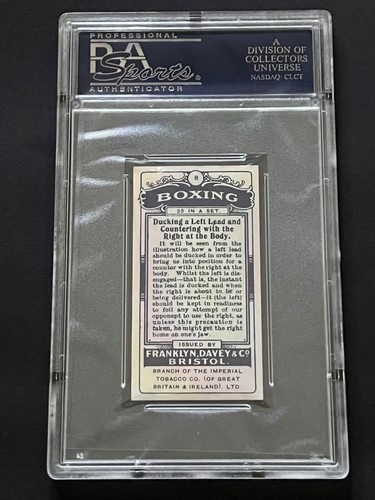 PROFESSIONAL
PSA
Sports
AUTHENTICATOR
A
DIVISION OF
COLLECTORS
UNIVERSE
NASDAQ: CLCT
8
BOXING
25 IN A SET
Ducking a Left Lead and
Countering with the
Right at the Body.
It will be seen from the
illustration how a left lead
should be ducked in order to
bring us into position for a
counter with the right at the
body. Whilst the left is dis-
engaged—that is, the instant
the lead is ducked and when
the right is about to be or
being delivered—it (the left)
should be kept in readiness
to foil any attempt of our
opponent to use the right, as
unless this precaution is
taken, he might get the right
home on one's jaw.
ISSUED BY
FRANKLYN, DAVEY & Co
BRISTOL.
BRANCH OF THE IMPERIAL
TOBACCO CO. (OF GREAT
BRITAIN & IRELAND), LTD.